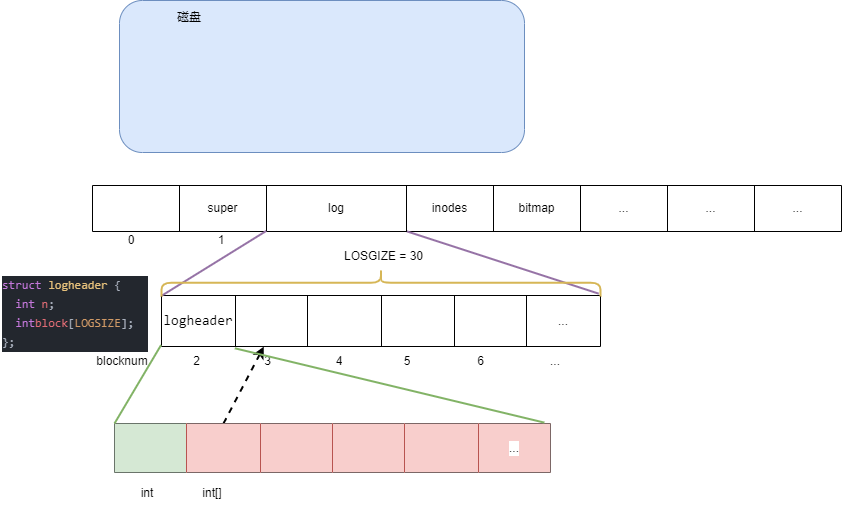 磁盘
super
log
inodes
bitmap
...
...
...
0
1
LOSGIZE = 30
struct logheader {
int n;
intblock[LOGSIZE];
};
logheader
...
blocknum
2
3
4
5
6
...
...
int
int[]